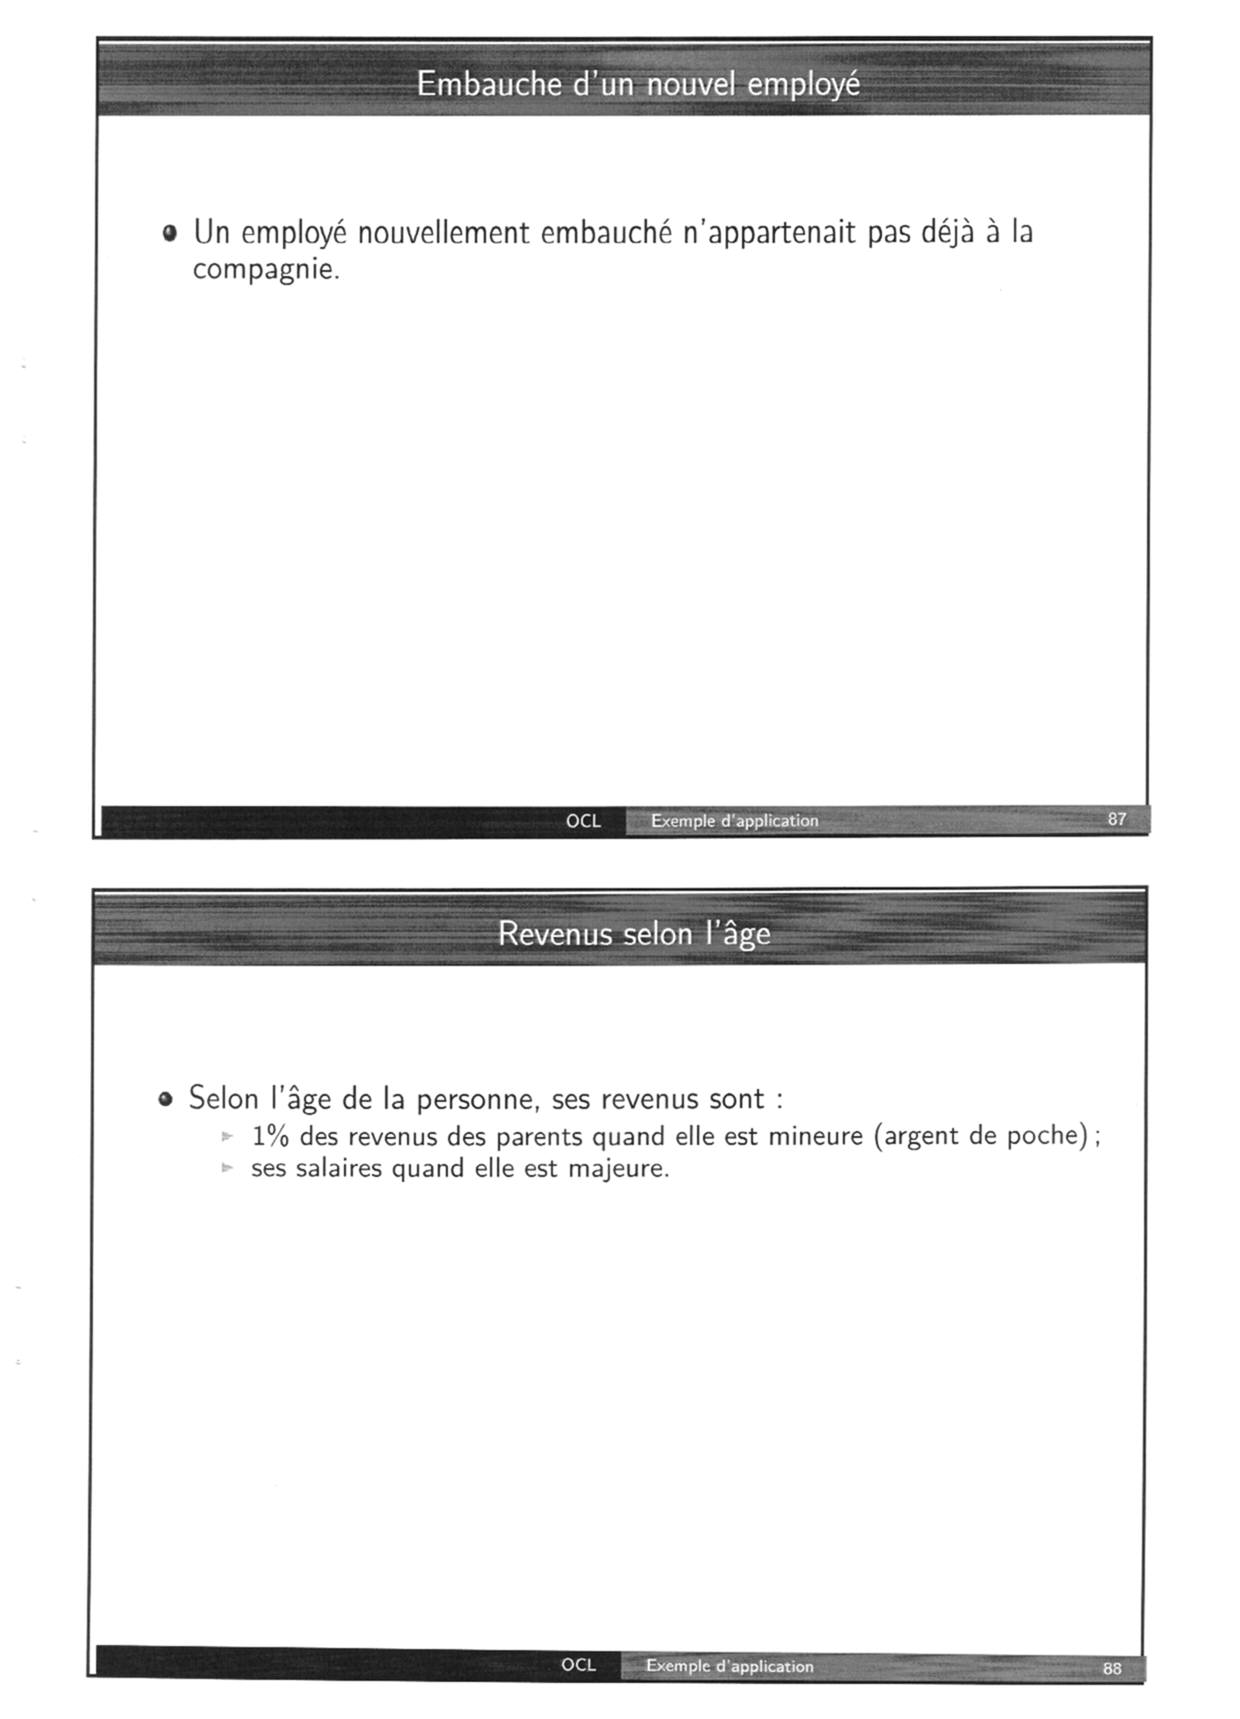 Embauche d'un nouvel employé
Un employé nouvellement embauché n'appartenait pas déjà à la
compagnie.
OCL Exemple d'application 87
Revenus selon l'âge
Selon l'âge de la personne, ses revenus sont :
1% des revenus des parents quand elle est mineure (argent de poche) ;
ses salaires quand elle est majeure.
OCL Exemple d'application 88